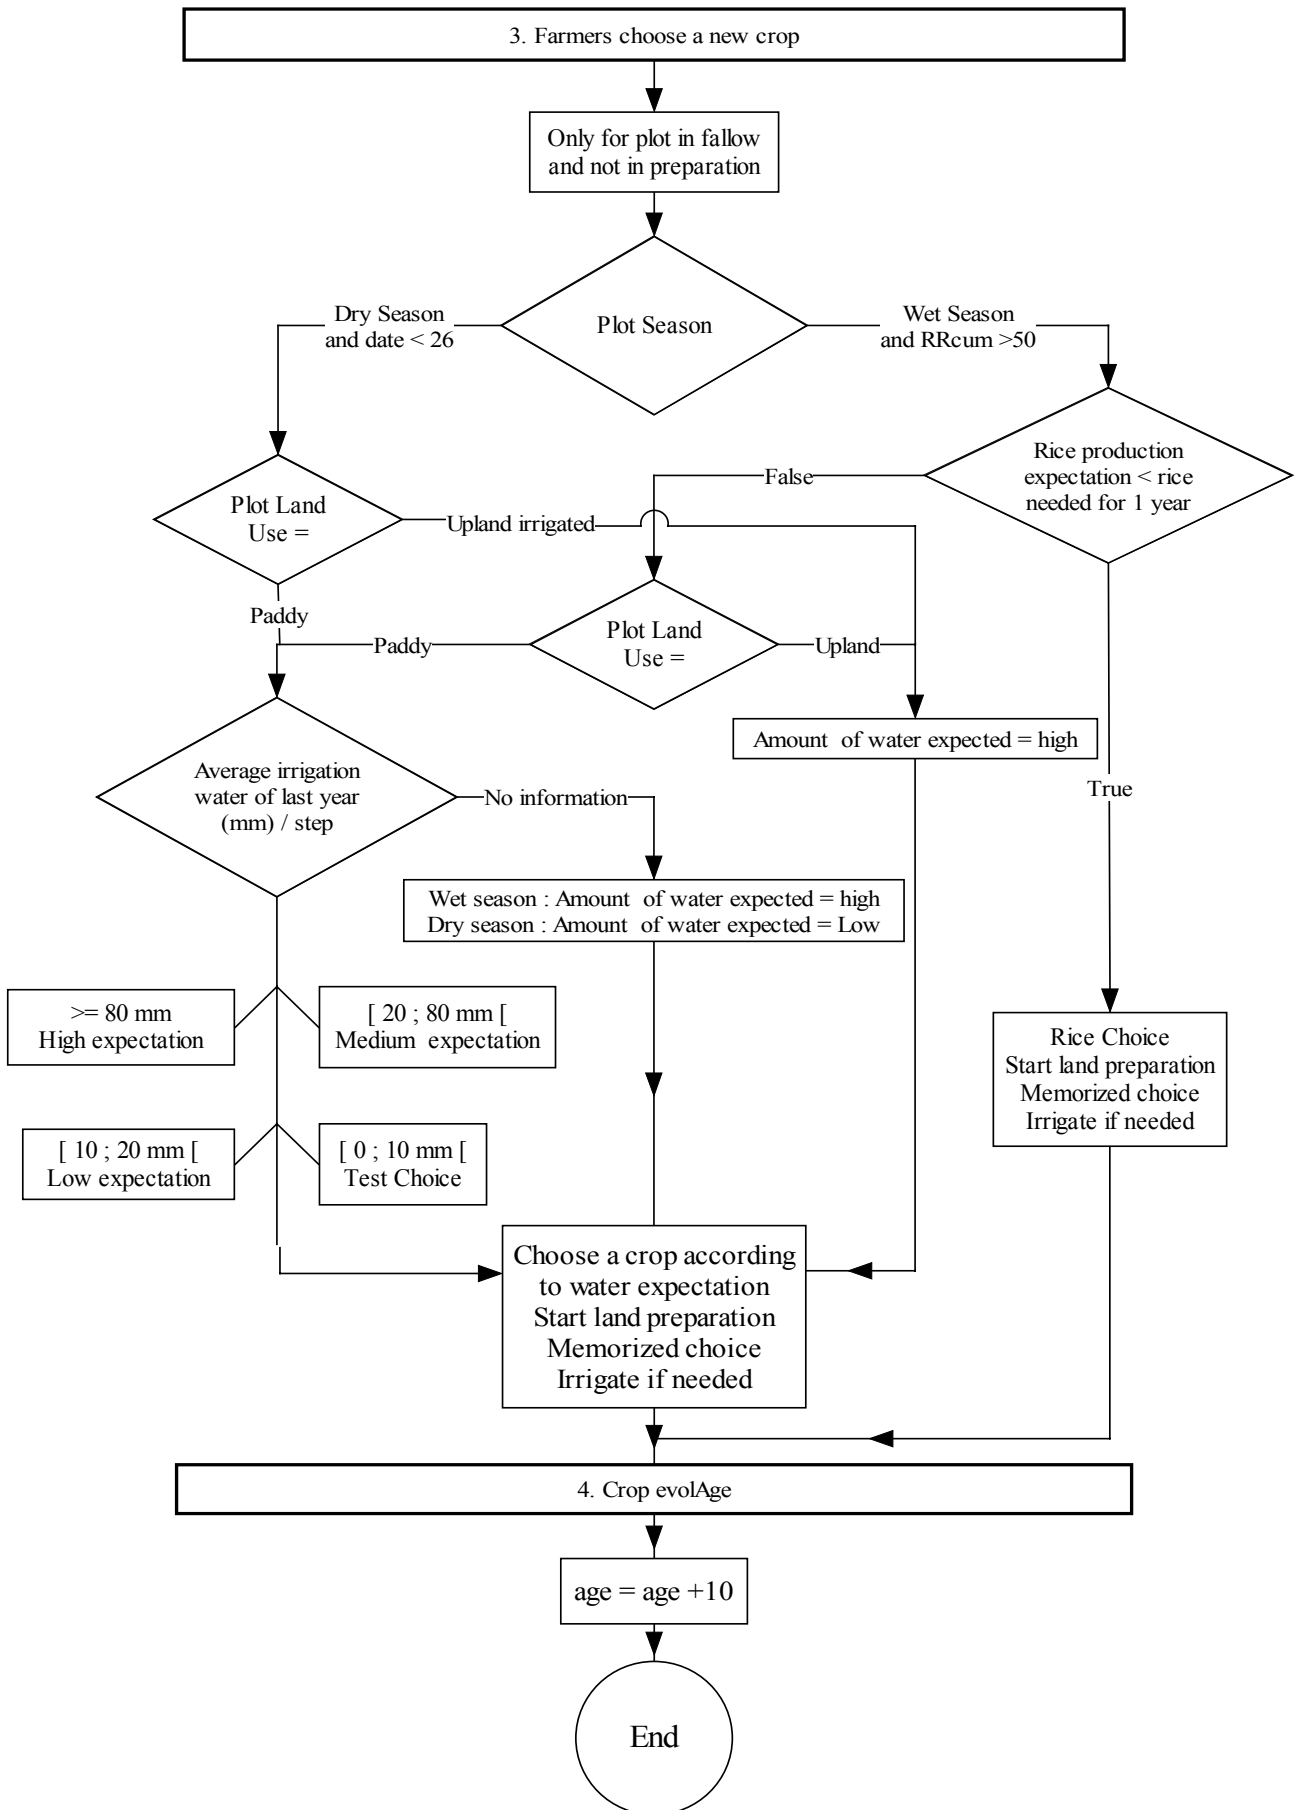 3. Farmers choose a new crop
Only for plot in fallow
and not in preparation
Plot Season
Dry Season
and date < 26
Wet Season
and RRcum >50
Rice production
expectation < rice
needed for 1 year
False
Plot Land
Use =
Upland irrigated
Paddy
Plot Land
Use =
Paddy
Upland
Amount of water expected = high
Average irrigation
water of last year
(mm) / step
No information
True
Wet season : Amount of water expected = high
Dry season : Amount of water expected = Low
>= 80 mm
High expectation
[ 20 ; 80 mm [
Medium expectation
Rice Choice
Start land preparation
Memorized choice
Irrigate if needed
[ 10 ; 20 mm [
Low expectation
[ 0 ; 10 mm [
Test Choice
Choose a crop according
to water expectation
Start land preparation
Memorized choice
Irrigate if needed
4. Crop evolAge
age = age +10
End